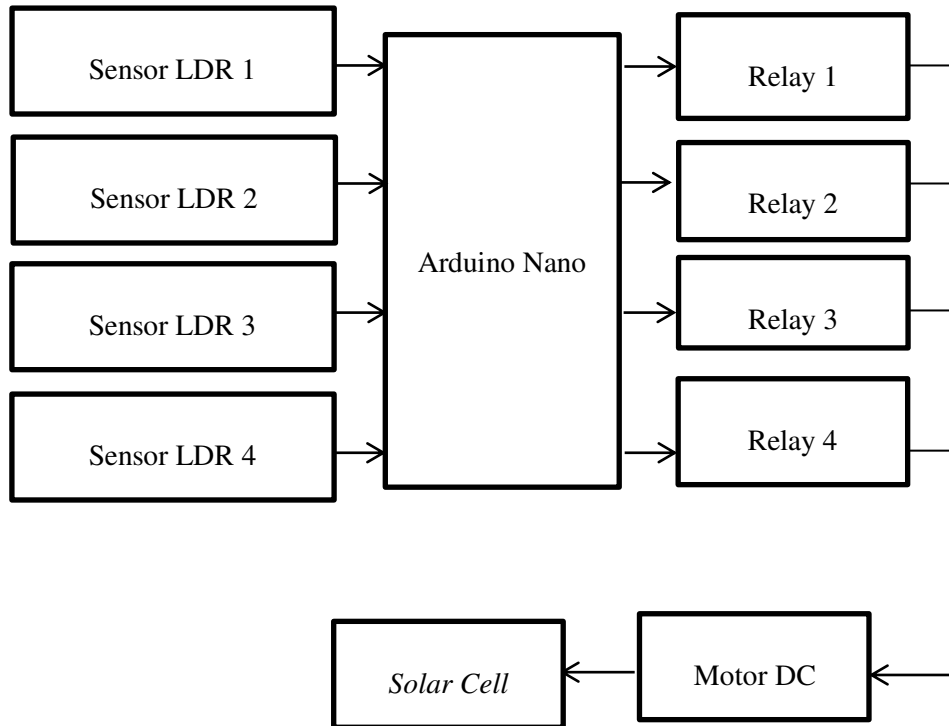 Sensor LDR 1
Sensor LDR 2
Sensor LDR 3
Sensor LDR 4
Arduino Nano
Relay 1
Relay 2
Relay 3
Relay 4
Solar Cell
Motor DC